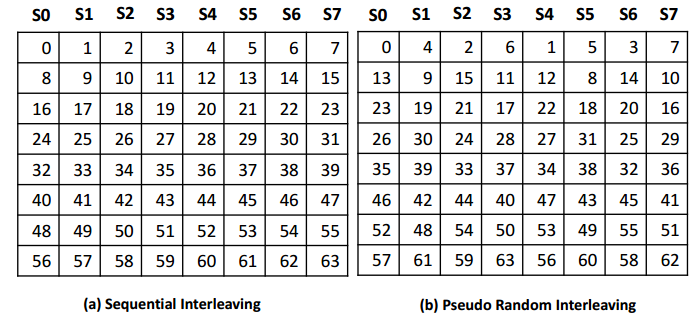 S0 S1 S2 S3 S4 S5 S6 S7 S0 S1 S2 S3 S4 S5 S6 S7
0 1 2 3 4 5 6 7 0 4 2 6 1 5 3 7
8 9 10 11 12 13 14 15 13 9 15 11 12 8 14 10
16 17 18 19 20 21 22 23 23 19 21 17 22 18 20 16
24 25 26 27 28 29 30 31 26 30 24 28 27 31 25 29
32 33 34 35 36 37 38 39 35 39 33 37 34 38 32 36
40 41 42 43 44 45 46 47 46 42 44 40 47 43 45 41
48 49 50 51 52 53 54 55 52 48 54 50 53 49 55 51
56 57 58 59 60 61 62 63 57 61 59 63 56 60 58 62
(a) Sequential Interleaving (b) Pseudo Random Interleaving